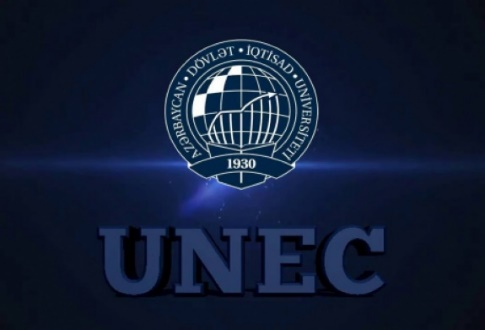 AZƏRBAYCAN • DÖVLƏT • İQTİSAD • UNİVERSİTETİ
1930
UNEC